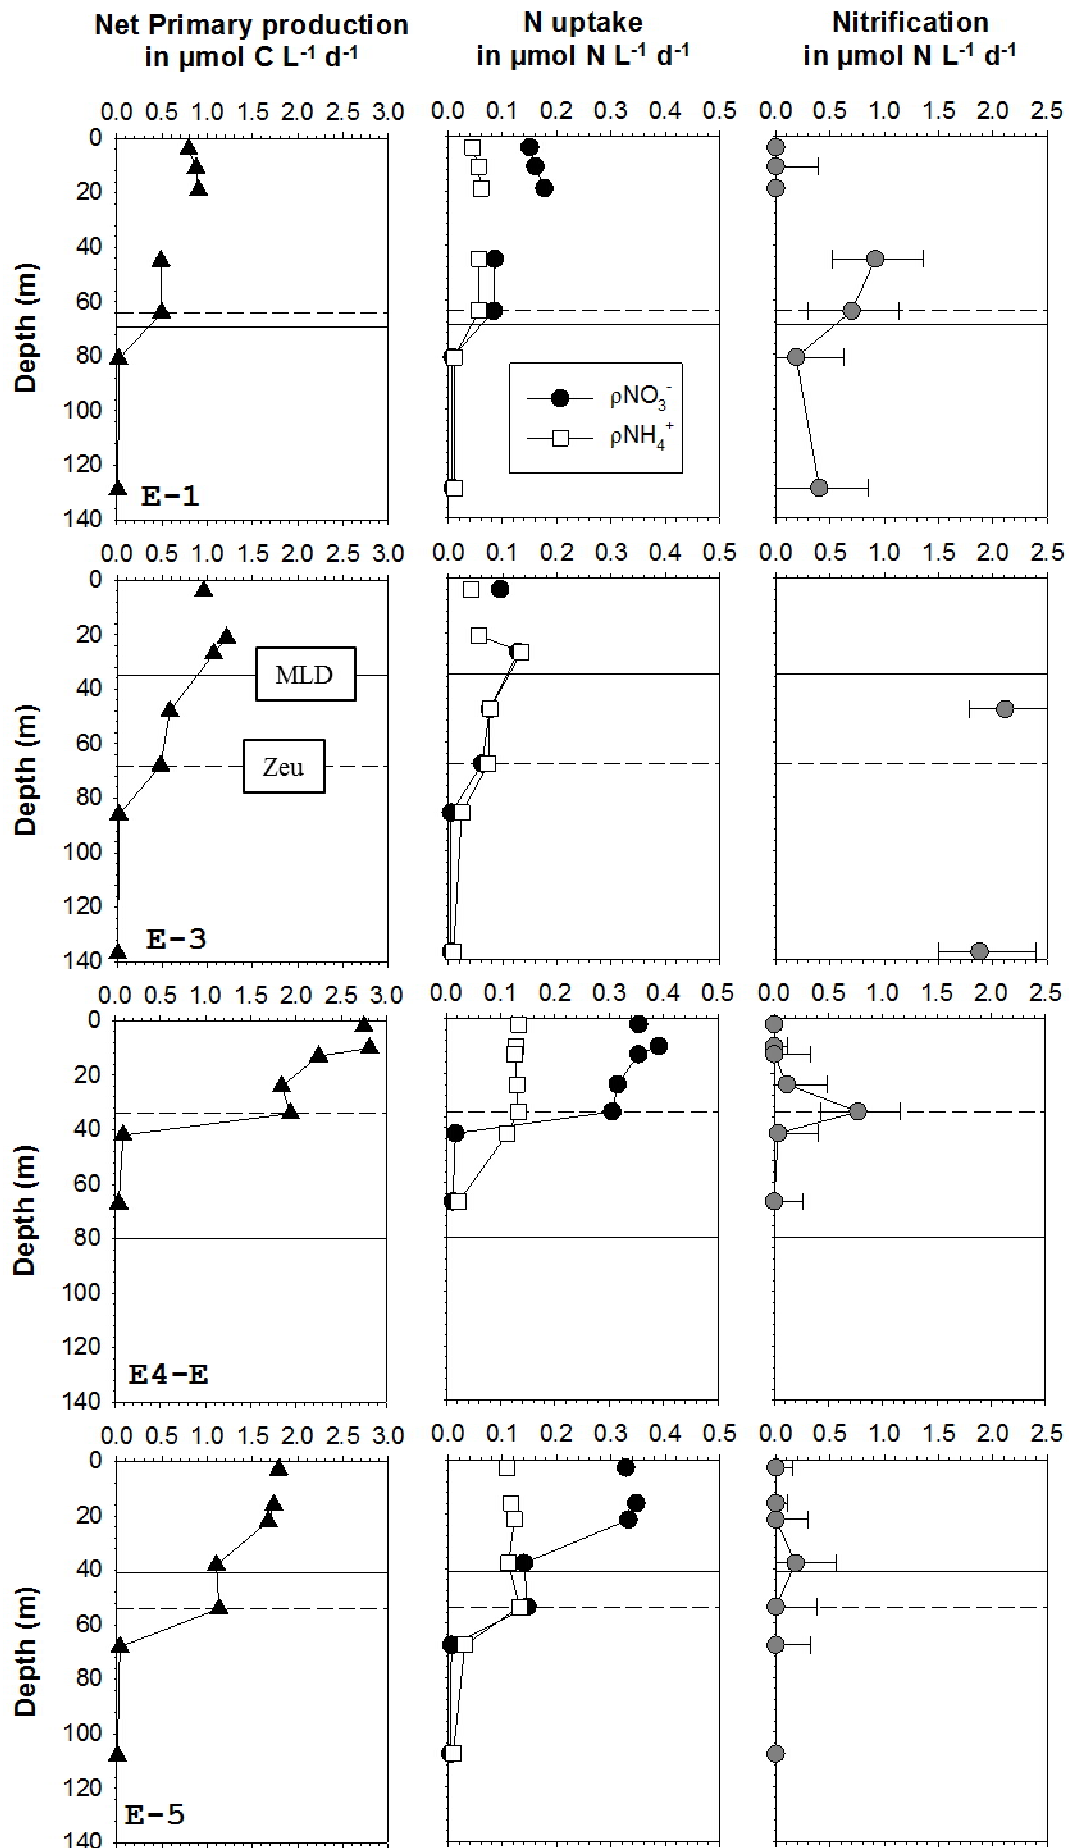 Net Primary production
in µmol C L⁻¹ d⁻¹
N uptake
in µmol N L⁻¹ d⁻¹
Nitrification
in µmol N L⁻¹ d⁻¹
0.0 0.5 1.0 1.5 2.0 2.5 3.0
0.0 0.1 0.2 0.3 0.4 0.5
0.0 0.5 1.0 1.5 2.0 2.5
Depth (m)
0
20
40
60
80
100
120
140
E-1
ρNO₃⁻
ρNH₄⁺
0.0 0.5 1.0 1.5 2.0 2.5 3.0
0.0 0.1 0.2 0.3 0.4 0.5
0.0 0.5 1.0 1.5 2.0 2.5
Depth (m)
0
20
40
60
80
100
120
140
MLD
Zeu
E-3
0.0 0.5 1.0 1.5 2.0 2.5 3.0
0.0 0.1 0.2 0.3 0.4 0.5
0.0 0.5 1.0 1.5 2.0 2.5
Depth (m)
0
20
40
60
80
100
120
140
E4-E
0.0 0.5 1.0 1.5 2.0 2.5 3.0
0.0 0.1 0.2 0.3 0.4 0.5
0.0 0.5 1.0 1.5 2.0 2.5
Depth (m)
0
20
40
60
80
100
120
140
E-5